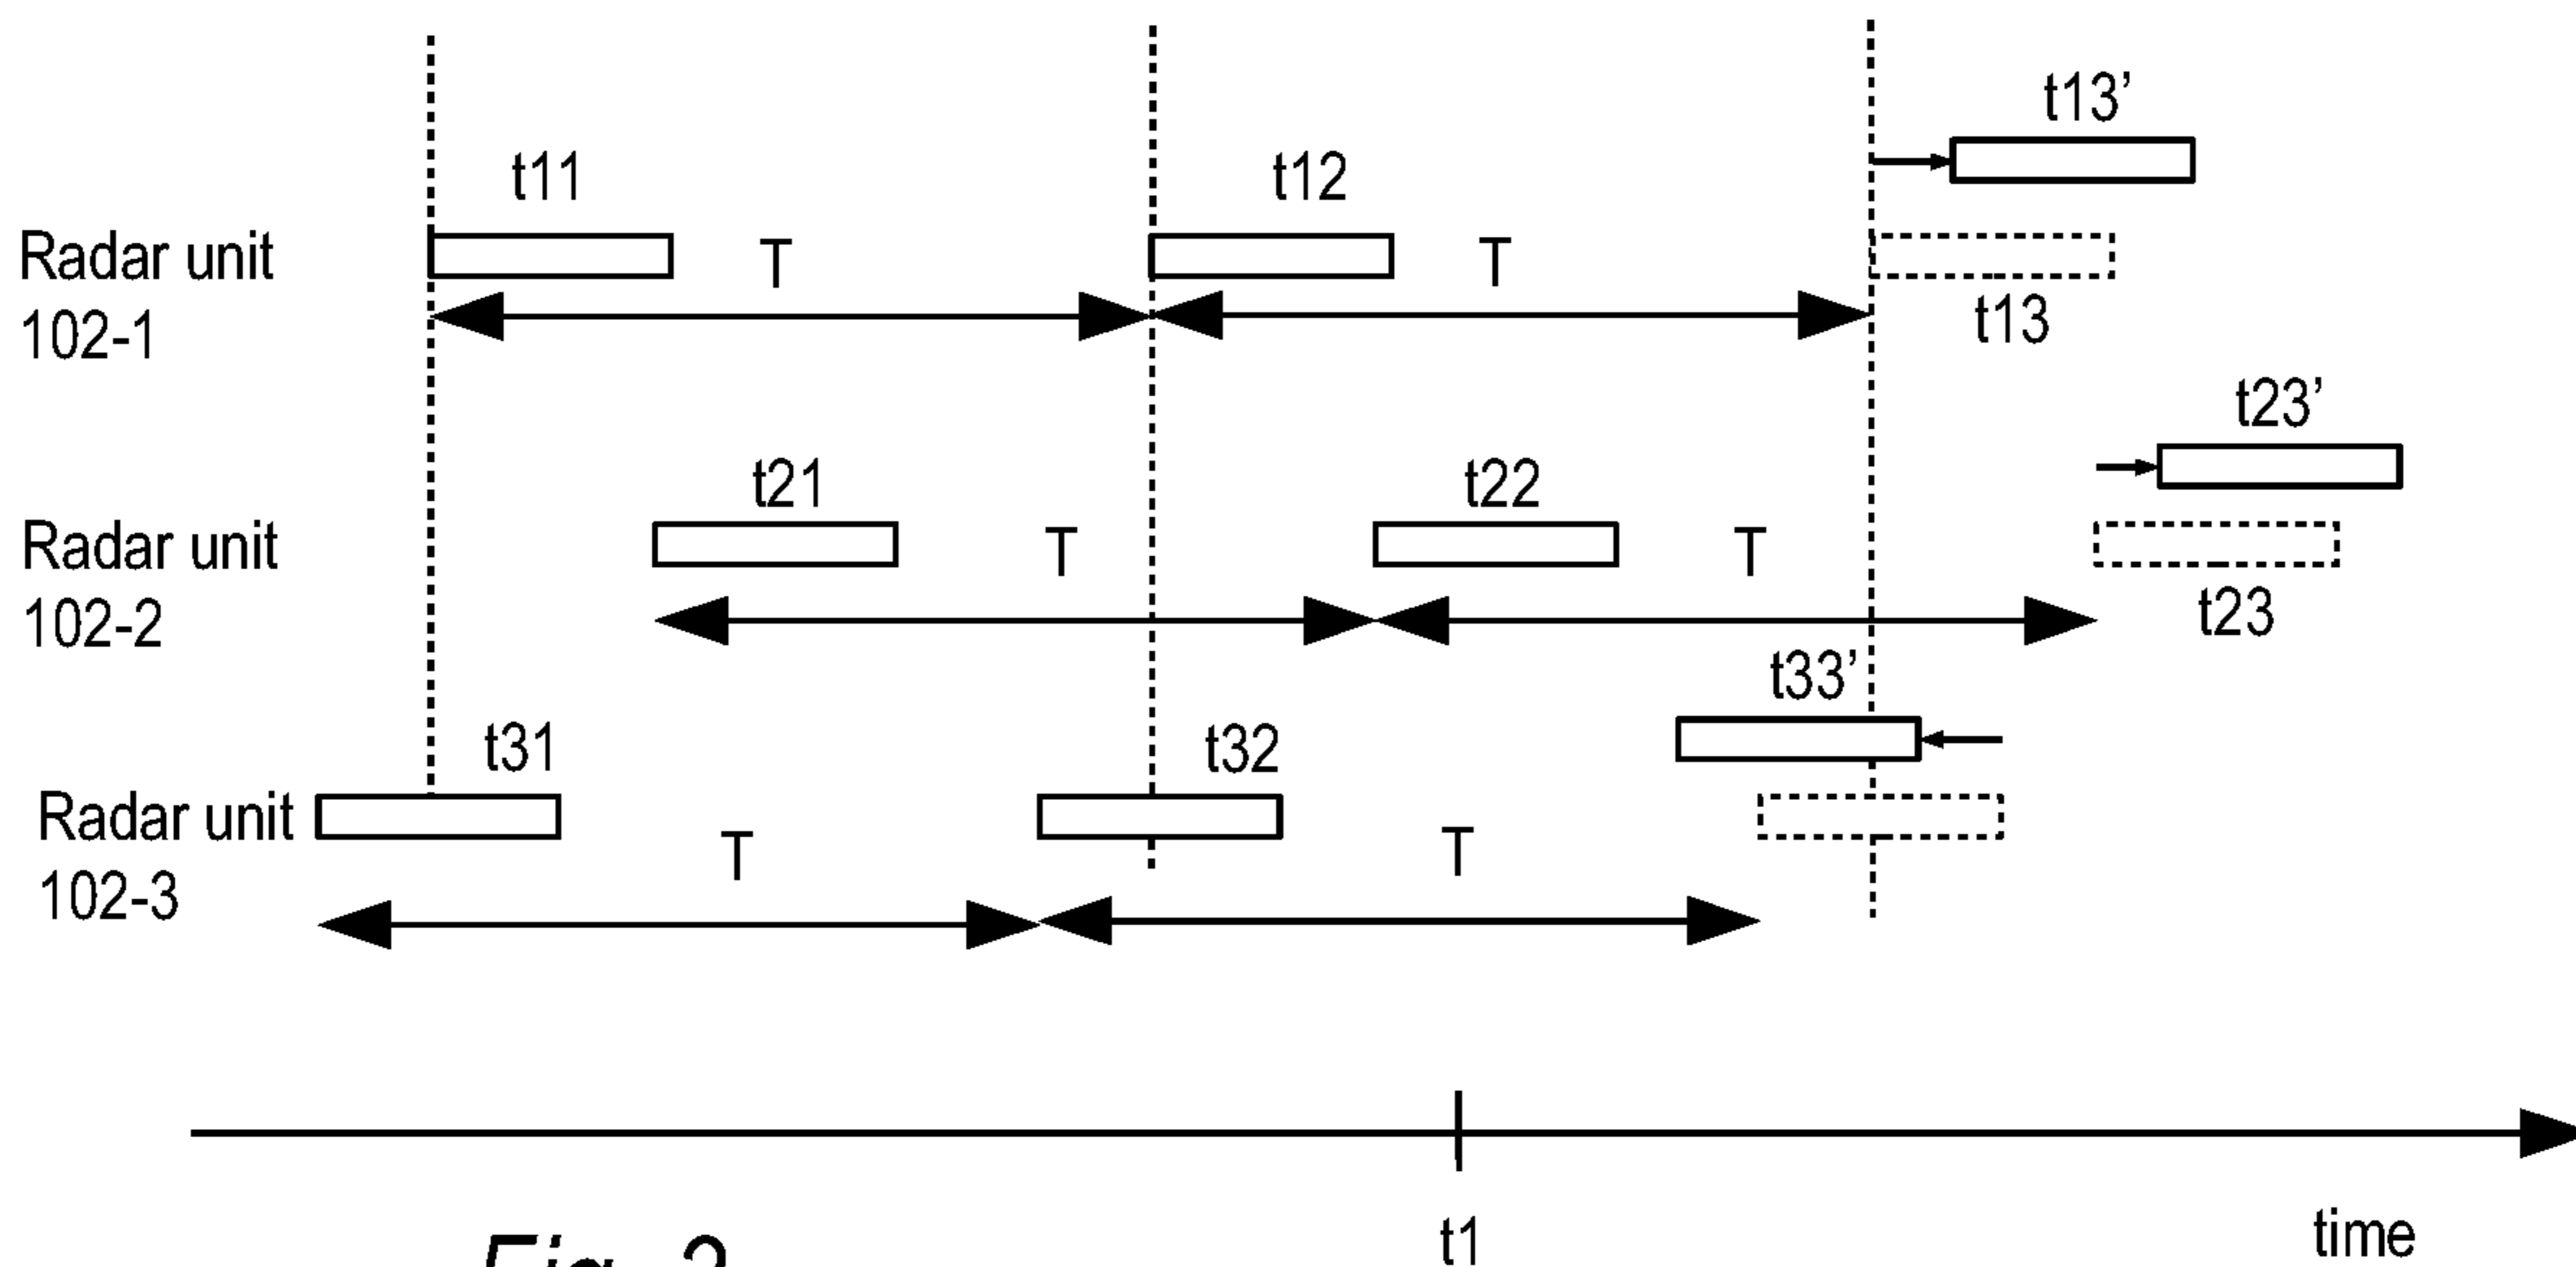 t13’
t11
t12
Radar unit
102-1
T
T
t13
t23’
t21
t22
Radar unit
102-2
T
T
t23
t33’
t31
t32
Radar unit
102-3
T
T
t1
time